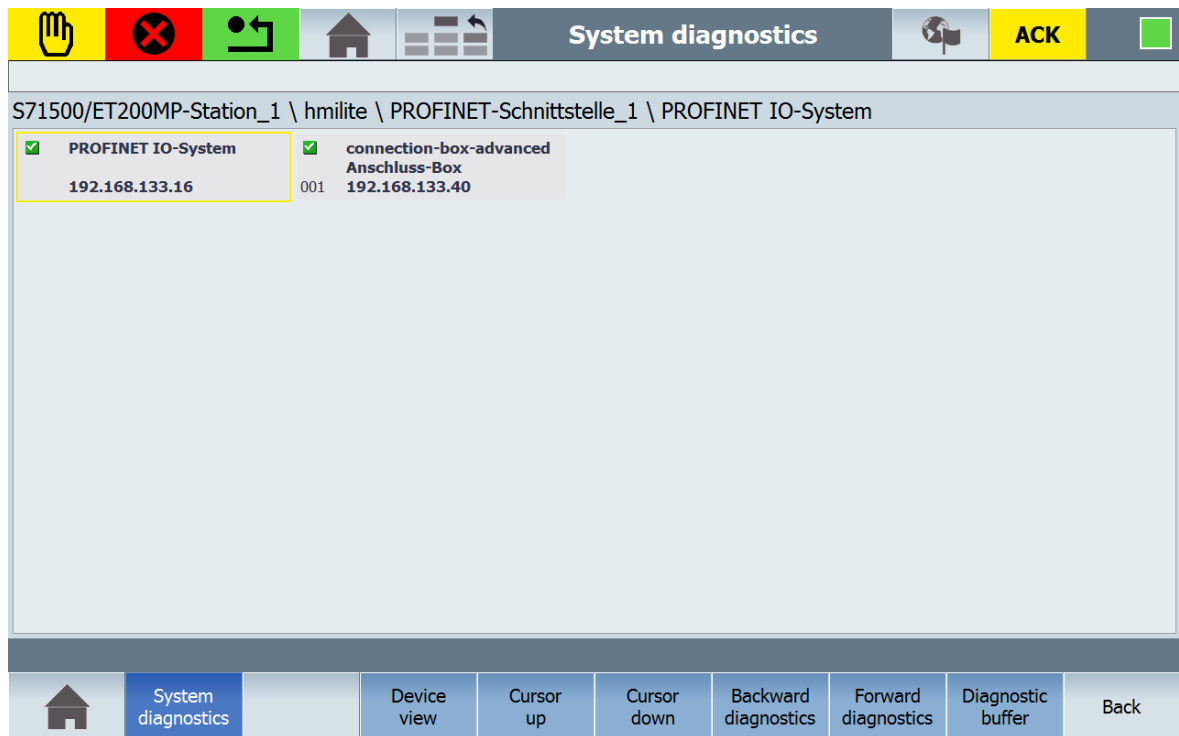 System diagnostics
ACK
S71500/ET200MP-Station_1 \ hmilite \ PROFINET-Schnittstelle_1 \ PROFINET IO-System
PROFINET IO-System
192.168.133.16
connection-box-advanced
Anschluss-Box
001 192.168.133.40
System
diagnostics
Device
view
Cursor
up
Cursor
down
Backward
diagnostics
Forward
diagnostics
Diagnostic
buffer
Back